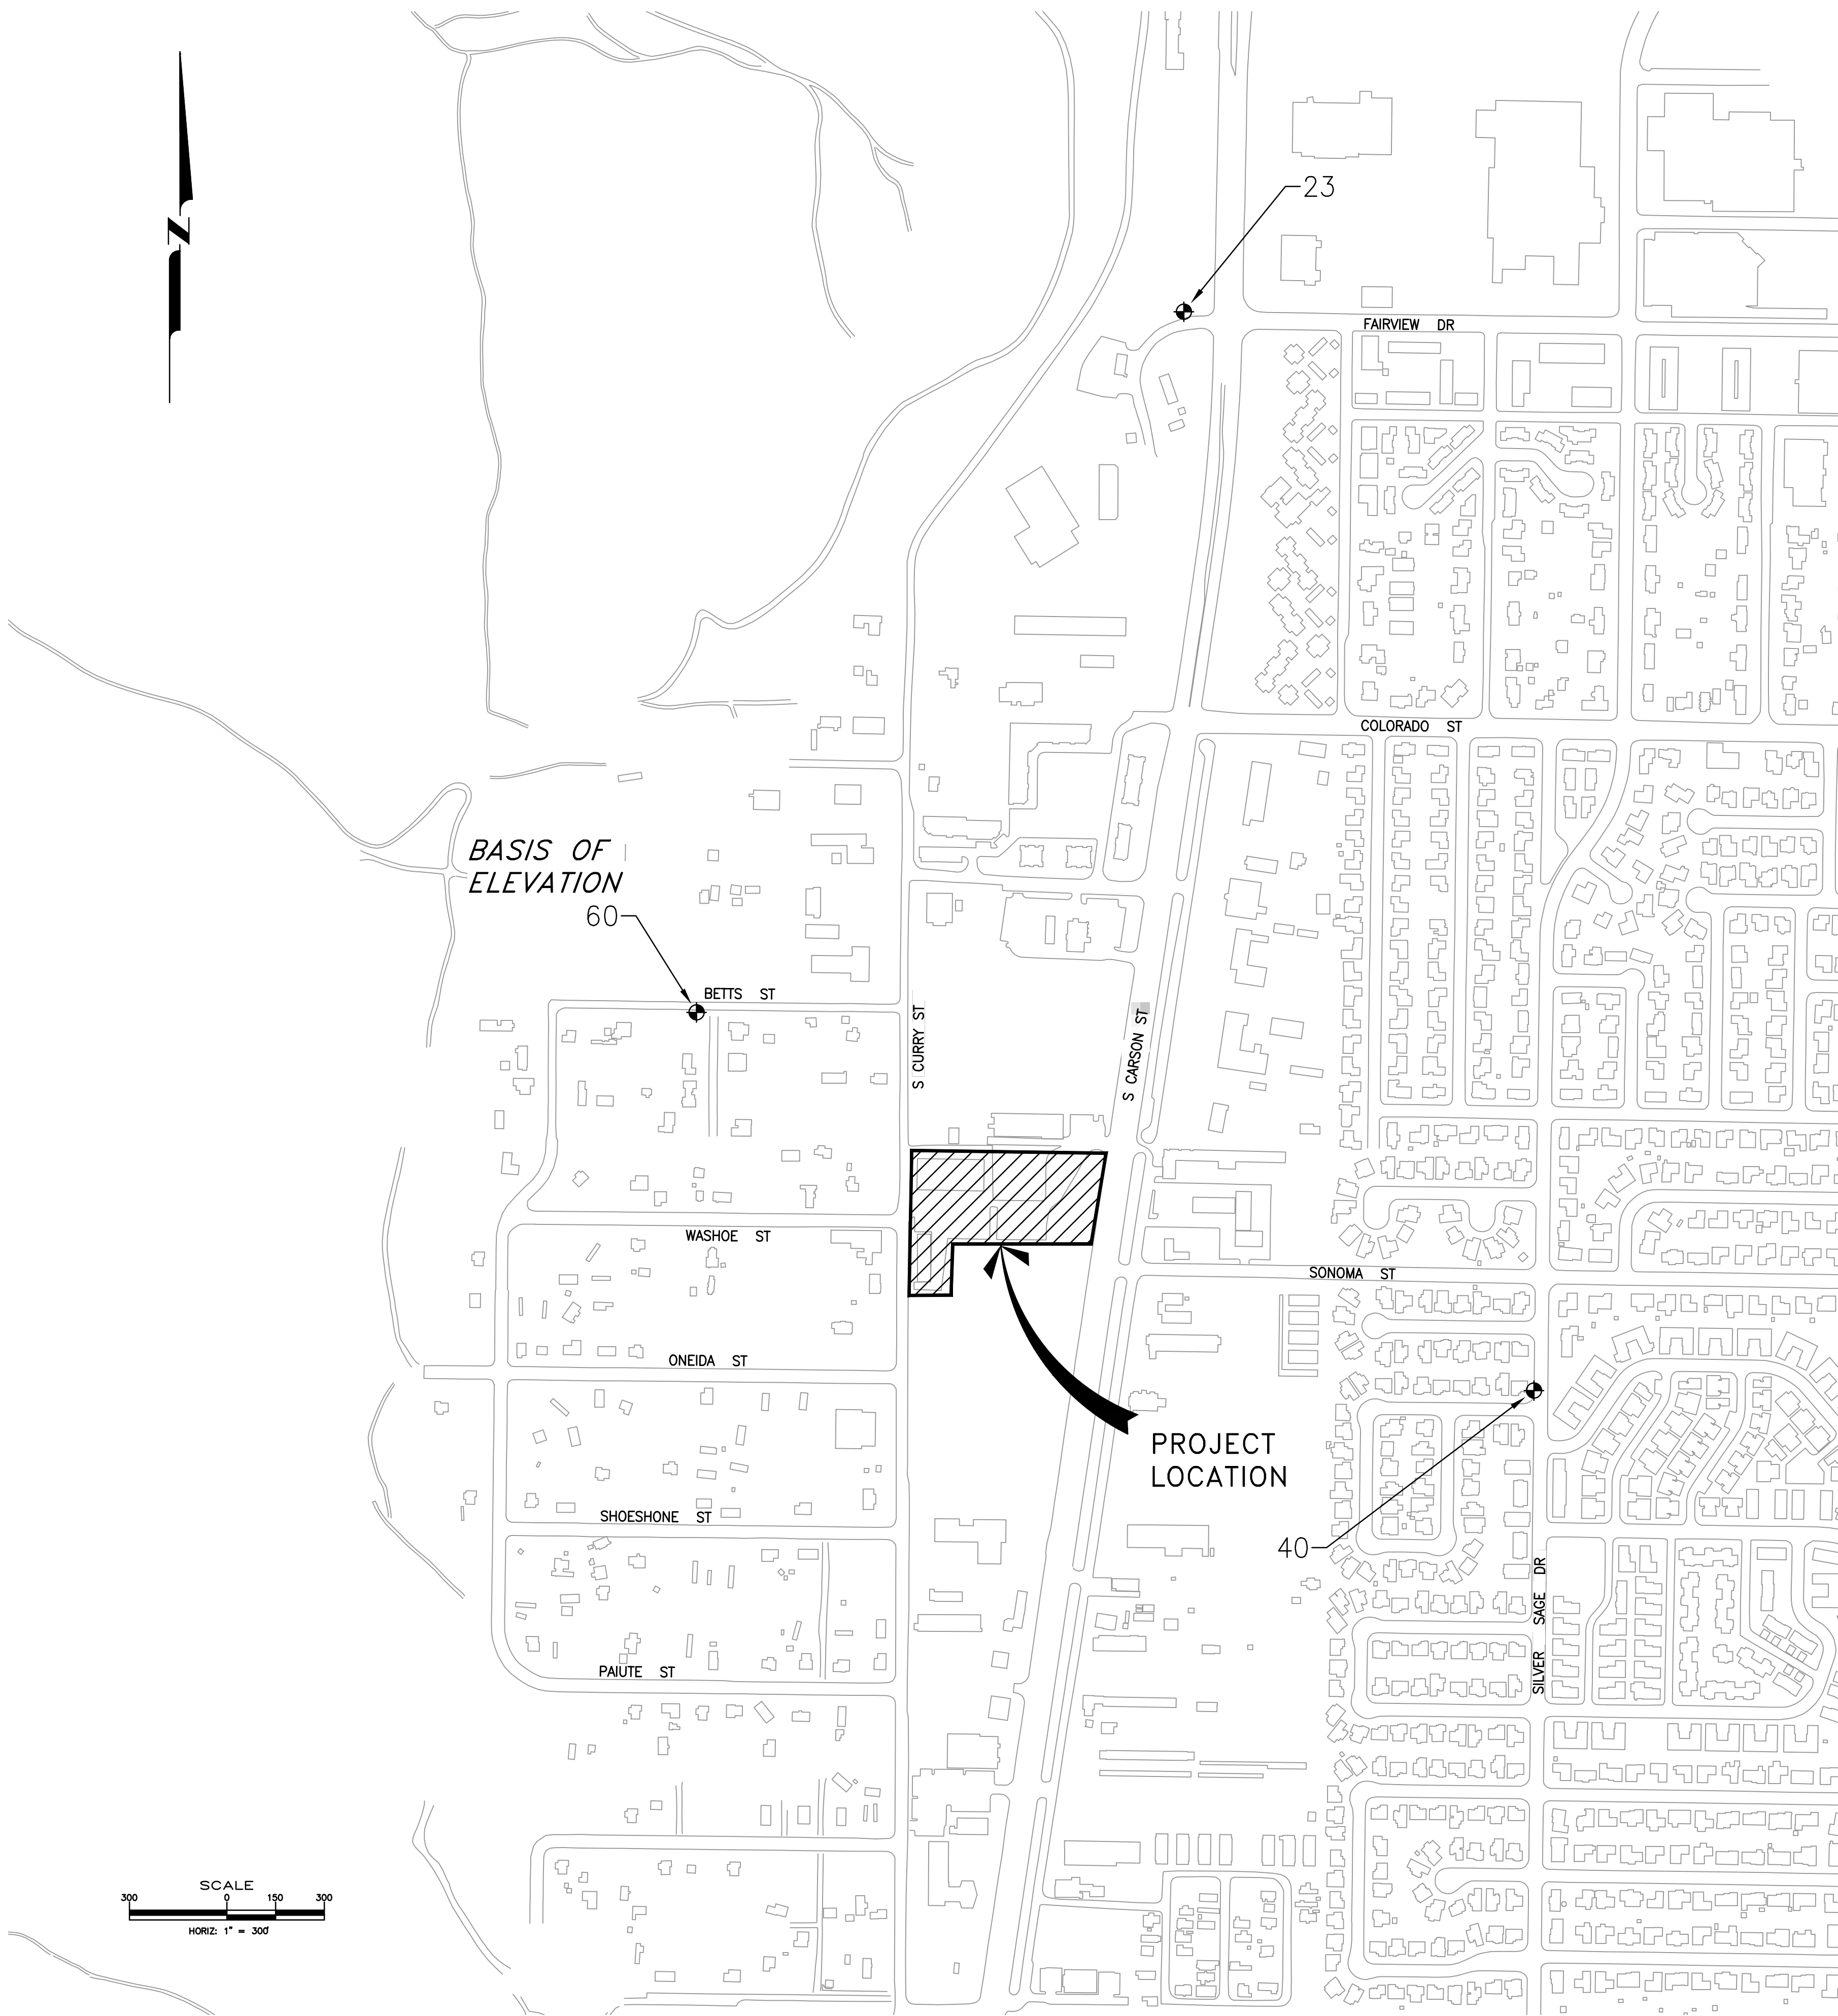 23
FAIRVIEW DR
N
COLORADO ST
BASIS OF
ELEVATION
60
BETTS ST
S CURRY ST
S CARSON ST
WASHOE ST
SONOMA ST
ONEIDA ST
PROJECT
LOCATION
SHOESHONE ST
40
SILVER SAGE DR
PAIUTE ST
SCALE
300 0 150 300
HORIZ: 1" = 300'